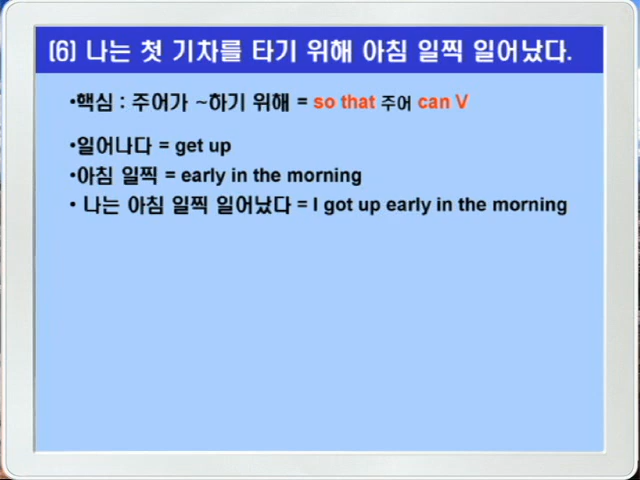 (6) 나는 첫 기차를 타기 위해 아침 일찍 일어났다.
•핵심 : 주어가 ~하기 위해 = so that 주어 can V
•일어나다 = get up
•아침 일찍 = early in the morning
• 나는 아침 일찍 일어났다 = I got up early in the morning